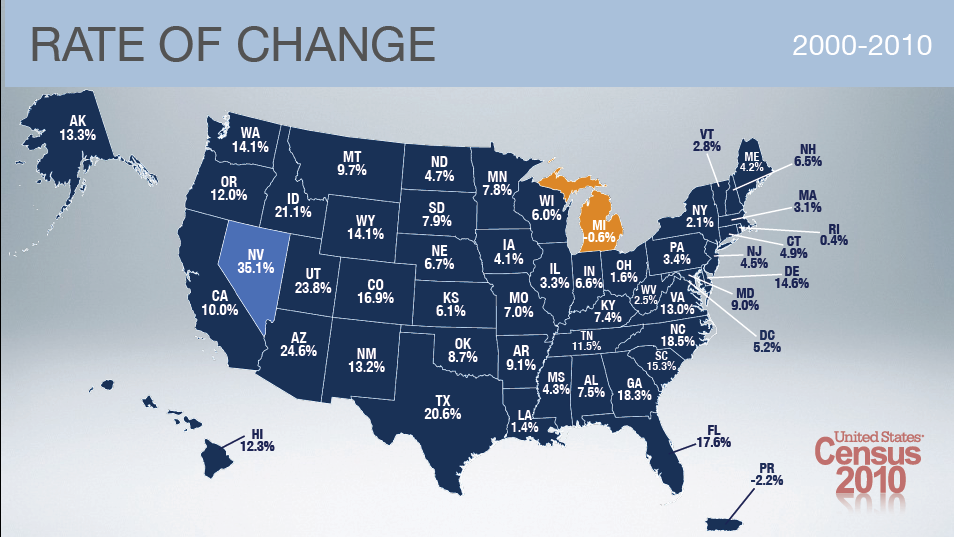 RATE OF CHANGE
2000-2010
AK
13.3%
WA
14.1%
OR
12.0%
ID
21.1%
MT
9.7%
WY
14.1%
ND
4.7%
SD
7.9%
NE
6.7%
MN
7.8%
WI
6.0%
MI
-0.6%
IA
4.1%
NV
35.1%
CA
10.0%
UT
23.8%
CO
16.9%
KS
6.1%
MO
7.0%
IL
3.3%
IN
6.6%
OH
1.6%
KY
7.4%
WV
2.5%
VA
13.0%
PA
3.4%
NY
2.1%
VT
2.8%
ME
4.2%
NH
6.5%
MA
3.1%
RI
0.4%
CT
4.9%
NJ
4.5%
DE
14.6%
MD
9.0%
DC
5.2%
AZ
24.6%
NM
13.2%
TX
20.6%
OK
8.7%
AR
9.1%
LA
1.4%
MS
4.3%
AL
7.5%
GA
18.3%
TN
11.5%
NC
18.5%
SC
15.3%
FL
17.6%
HI
12.3%
PR
-2.2%
United States
Census
2010